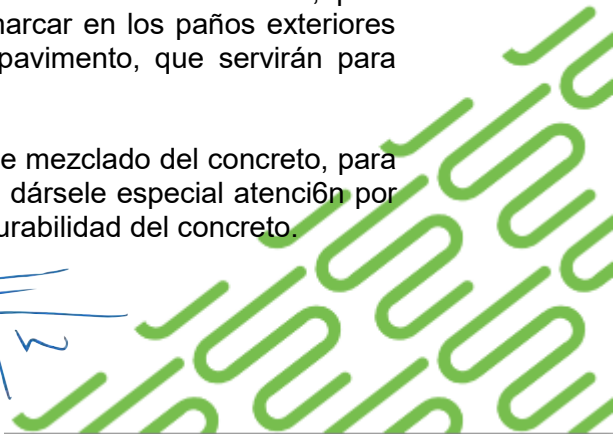 marcar en los paños exteriores
pavimento, que servirán para
e mezclado del concreto, para
dársele especial atenci6n por
urabilidad del concreto.